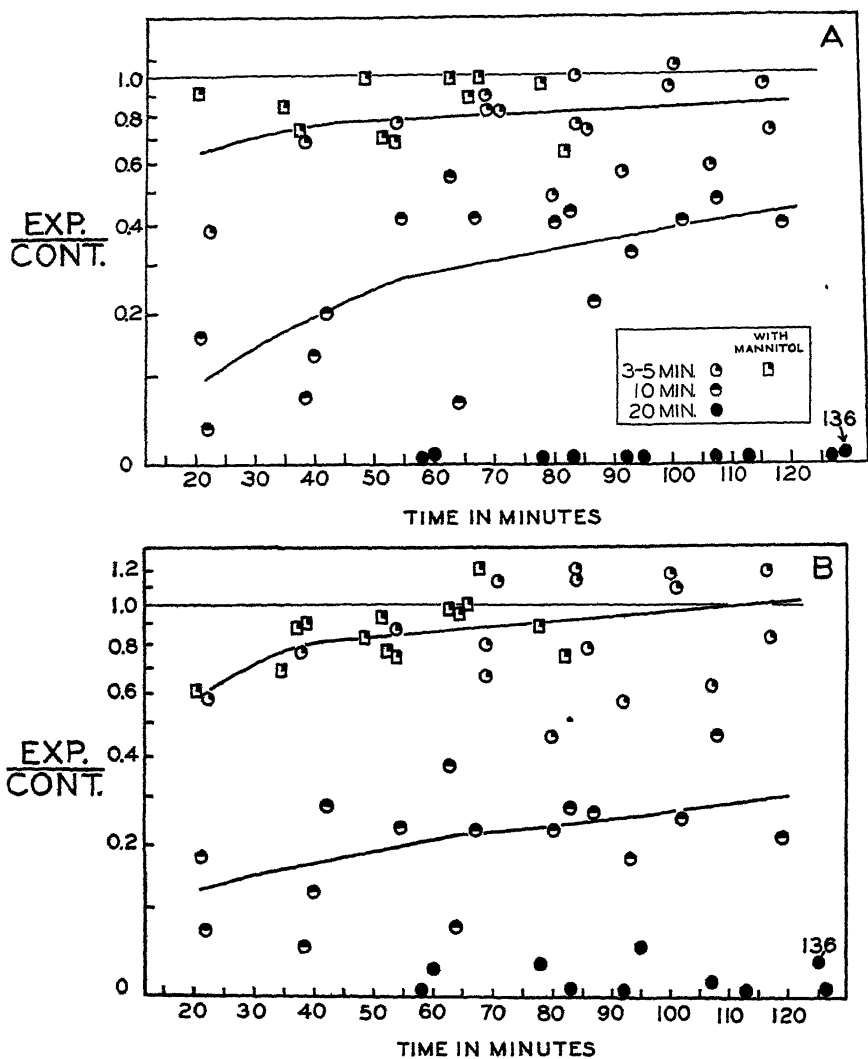 A
1.0
0.8
0.6
EXP.
CONT.
0.4
0.2
0
WITH
MANNITOL
3-5 MIN.
10 MIN.
20 MIN.
136
20 30 40 50 60 70 80 90 100 110 120
TIME IN MINUTES
B
1.2
1.0
0.8
0.6
EXP.
CONT.
0.4
0.2
0
136
20 30 40 50 60 70 80 90 100 110 120
TIME IN MINUTES